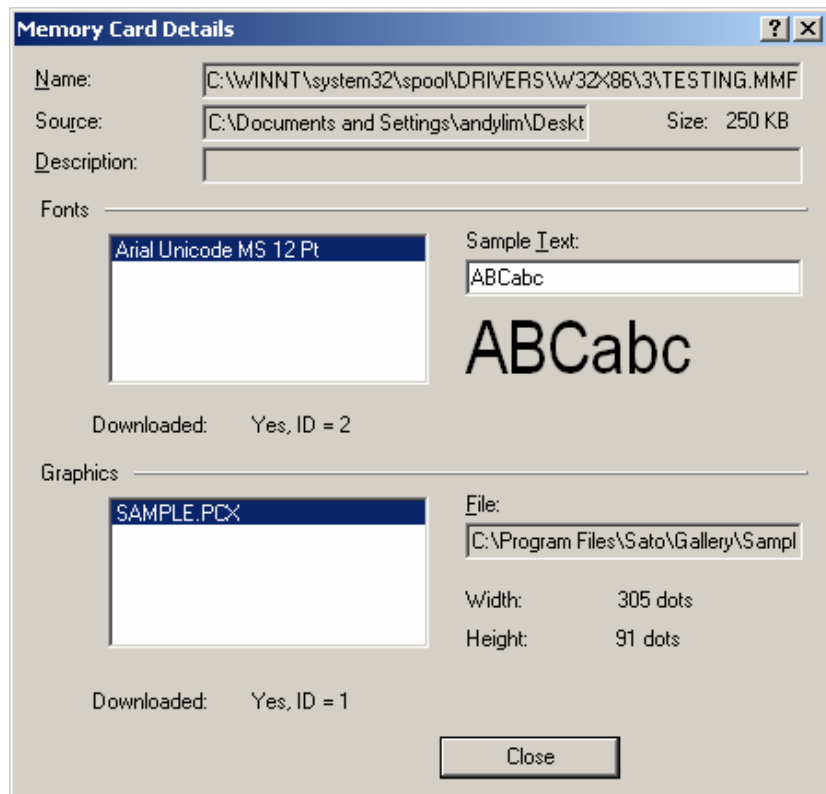 Memory Card Details
Name: C:\WINNT\system32\spool\DRIVERS\W32X86\3\TESTING.MMF
Source: C:\Documents and Settings\andylim\Deskt Size: 250 KB
Description:
Fonts
Arial Unicode MS 12 Pt
Sample Text:
ABCabc
ABCabc
Downloaded: Yes, ID = 2
Graphics
SAMPLE.PCX
File:
C:\Program Files\Sato\Gallery\Sampl
Width: 305 dots
Height: 91 dots
Downloaded: Yes, ID = 1
Close